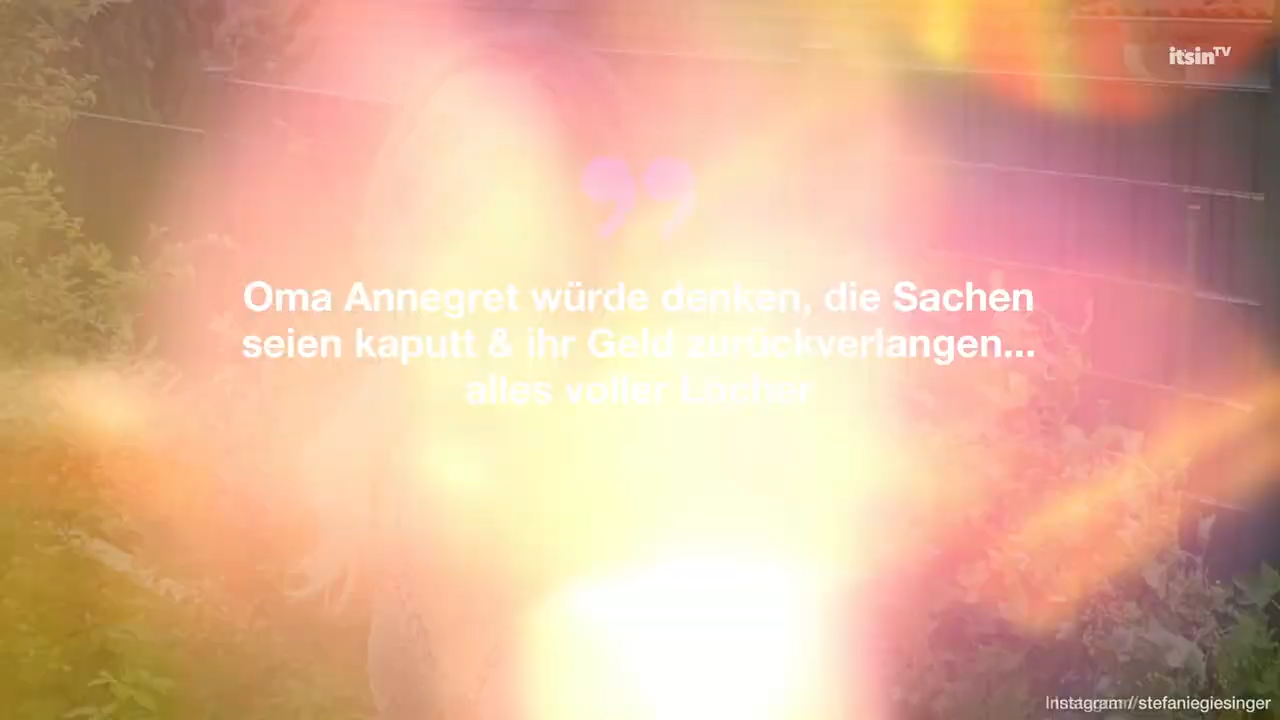 itsinTV
Oma Annegret würde denken, die Sachen
seien kaputt & ihr Geld zurückverlangen...
alles voller Löcher
Instagram // stefaniegiesinger